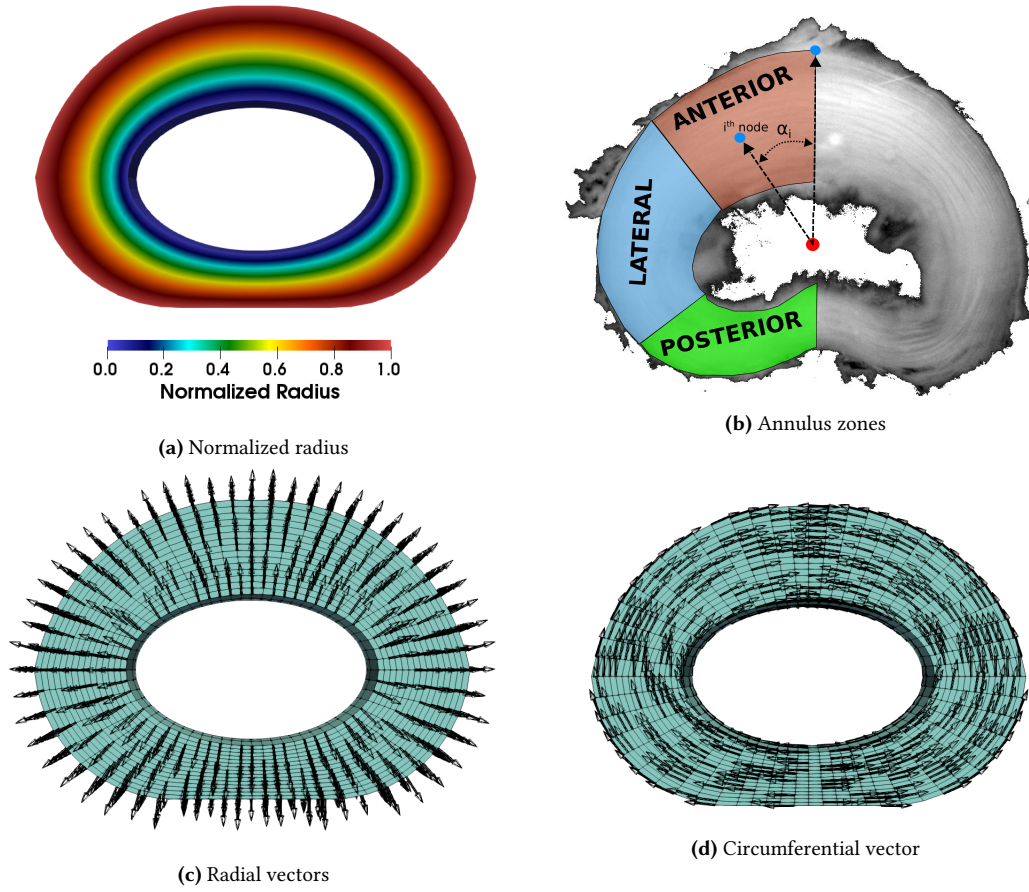 0.0 0.2 0.4 0.6 0.8 1.0
Normalized Radius
(a) Normalized radius
ANTERIOR
iᵗʰ node
αᵢ
LATERAL
POSTERIOR
(b) Annulus zones
(c) Radial vectors
(d) Circumferential vector